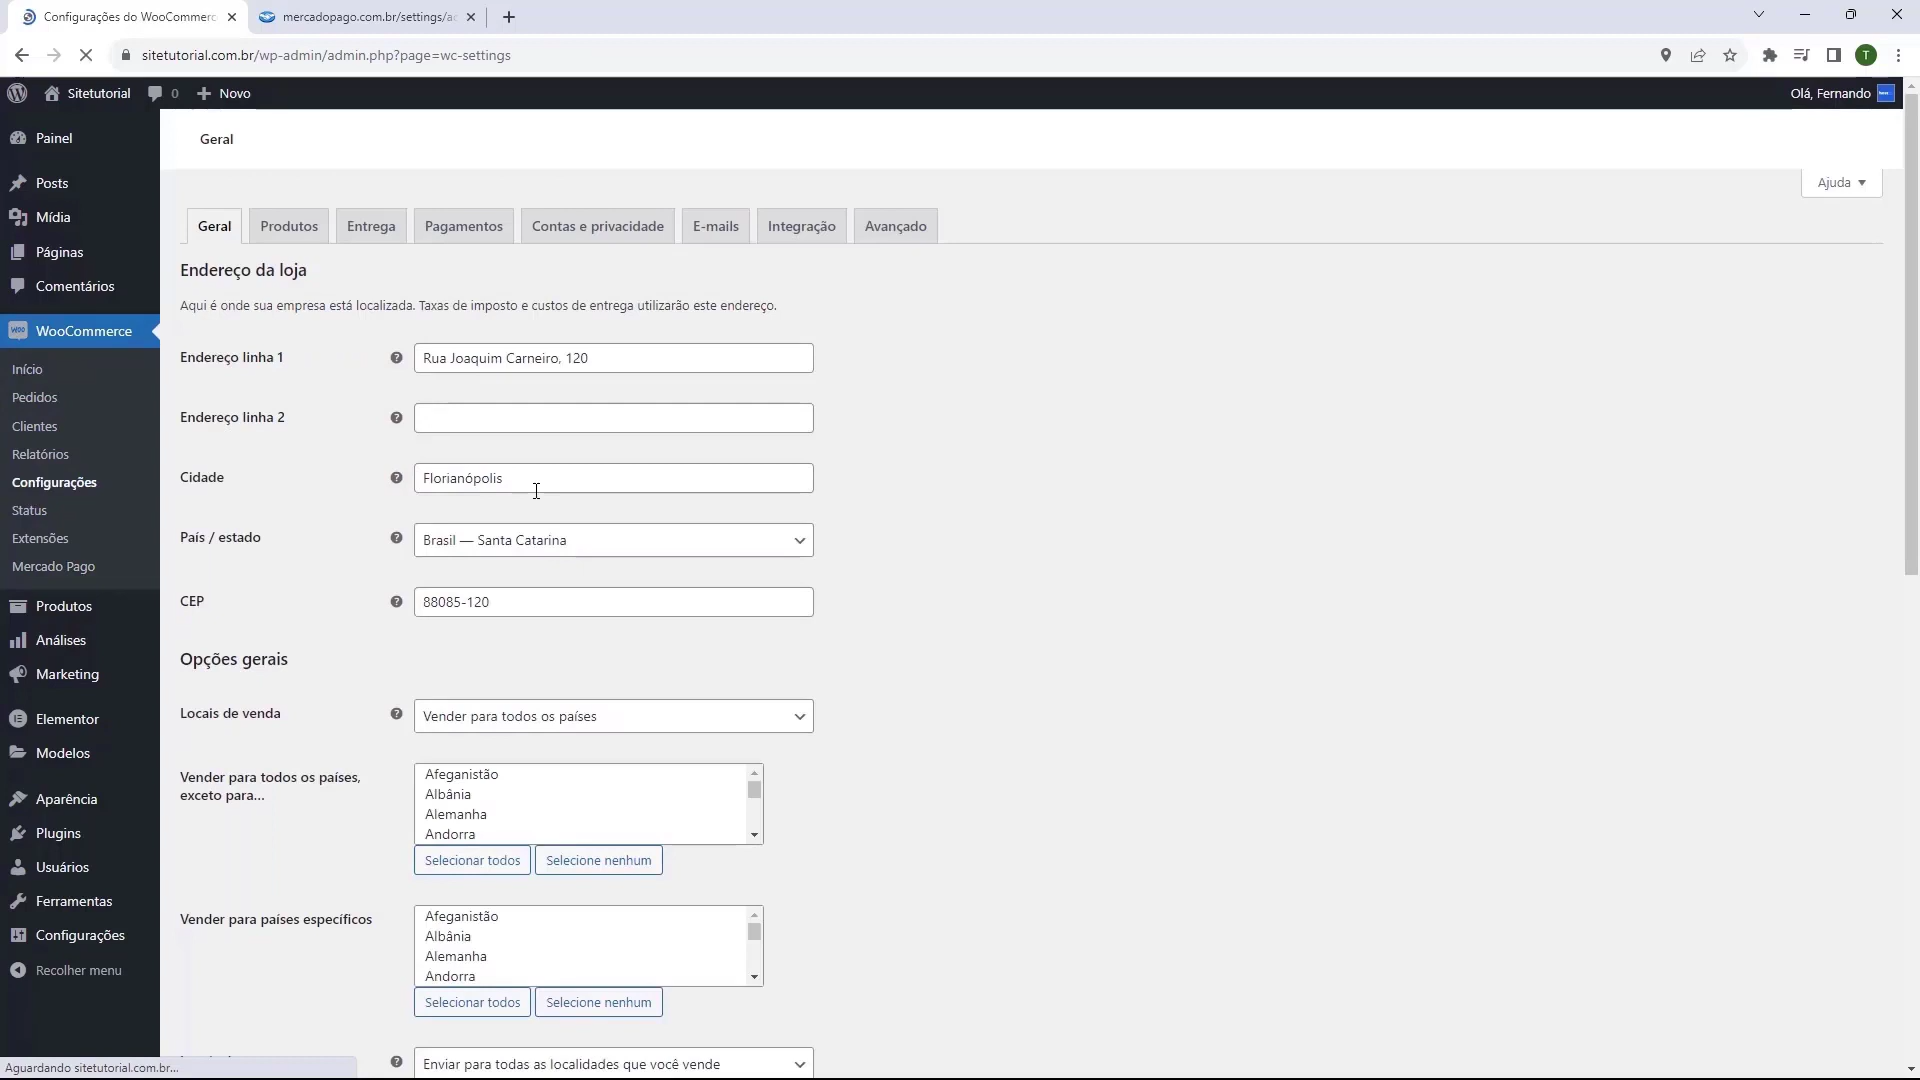 Configurações do WooCommerc
mercadopago.com.br/settings/ac
sitetutorial.com.br/wp-admin/admin.php?page=wc-settings
T
Sitetutorial
0
Novo
Olá, Fernando
Painel
Posts
Mídia
Páginas
Comentários
WooCommerce
Início
Pedidos
Clientes
Relatórios
Configurações
Status
Extensões
Mercado Pago
Produtos
Análises
Marketing
Elementor
Modelos
Aparência
Plugins
Usuários
Ferramentas
Configurações
Recolher menu
Geral
Ajuda
Geral
Produtos
Entrega
Pagamentos
Contas e privacidade
E-mails
Integração
Avançado
Endereço da loja
Aqui é onde sua empresa está localizada. Taxas de imposto e custos de entrega utilizarão este endereço.
Endereço linha 1
Rua Joaquim Carneiro, 120
Endereço linha 2
Cidade
Florianópolis
País / estado
Brasil — Santa Catarina
CEP
88085-120
Opções gerais
Locais de venda
Vender para todos os países
Vender para todos os países,
exceto para...
Afeganistão
Albânia
Alemanha
Andorra
Selecionar todos
Selecione nenhum
Vender para países específicos
Afeganistão
Albânia
Alemanha
Andorra
Selecionar todos
Selecione nenhum
Enviar para todas as localidades que você vende
Aguardando sitetutorial.com.br...